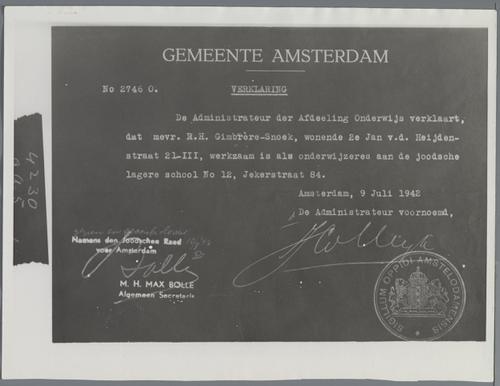 GEMEENTE AMSTERDAM
No 2746 O.
VERKLARING
De Administrateur der Afdeeling Onderwijs verklaart,
dat mevr. R.H. Gimbrère-Snoek, wonende 2e Jan v.d. Heijden-
straat 21-III, werkzaam is als onderwijzeres aan de joodsche
lagere school No 12, Jekerstraat 84.
Amsterdam, 9 Juli 1942
De Administrateur voornoemd,
Namens den Joodschen Raad
voor Amsterdam
M. H. MAX BOLLE
Algemeen Secretaris
SIGILLUM OPPIDI AMSTELODAMENSIS
4230